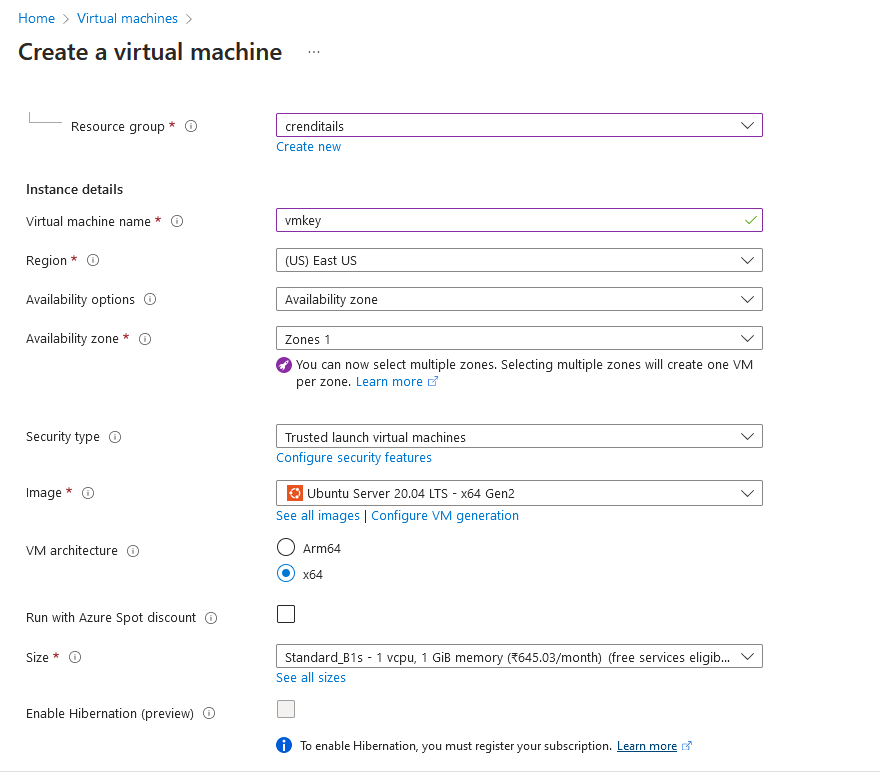 Home > Virtual machines >
Create a virtual machine ...
Resource group *
crenditails
Create new
Instance details
Virtual machine name *
vmkey
Region *
(US) East US
Availability options
Availability zone
Availability zone *
Zones 1
You can now select multiple zones. Selecting multiple zones will create one VM
per zone. Learn more
Security type
Trusted launch virtual machines
Configure security features
Image *
Ubuntu Server 20.04 LTS - x64 Gen2
See all images | Configure VM generation
VM architecture
Arm64
x64
Run with Azure Spot discount
Size *
Standard_B1s - 1 vcpu, 1 GiB memory (₹645.03/month) (free services eligib...
See all sizes
Enable Hibernation (preview)
To enable Hibernation, you must register your subscription. Learn more